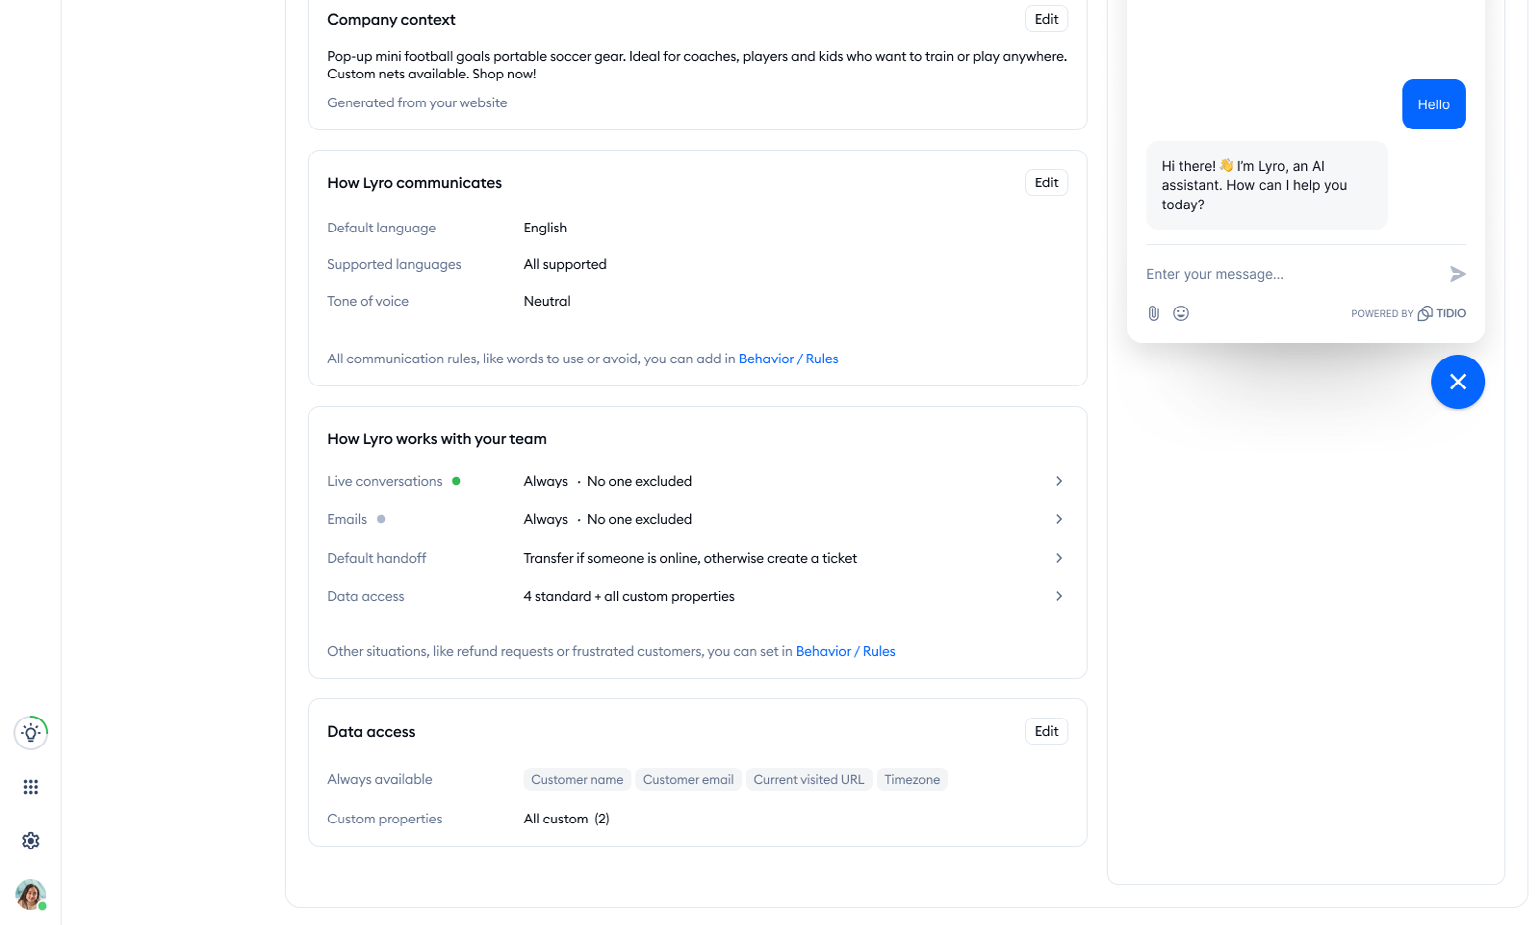 Company context
Edit
Pop-up mini football goals portable soccer gear. Ideal for coaches, players and kids who want to train or play anywhere.
Custom nets available. Shop now!
Generated from your website
How Lyro communicates
Edit
Default language
English
Supported languages
All supported
Tone of voice
Neutral
All communication rules, like words to use or avoid, you can add in Behavior / Rules
How Lyro works with your team
Live conversations
Always · No one excluded
Emails
Always · No one excluded
Default handoff
Transfer if someone is online, otherwise create a ticket
Data access
4 standard + all custom properties
Other situations, like refund requests or frustrated customers, you can set in Behavior / Rules
Data access
Edit
Always available
Customer name
Customer email
Current visited URL
Timezone
Custom properties
All custom (2)
Hello
Hi there! 👋 I'm Lyro, an AI
assistant. How can I help you
today?
Enter your message...
POWERED BY TIDIO